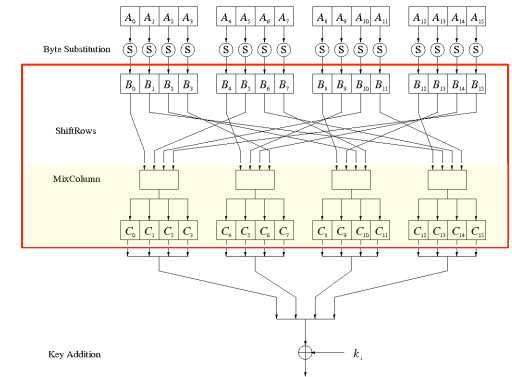 A₀ A₁ A₂ A₃ A₄ A₅ A₆ A₇ A₈ A₉ A₁₀ A₁₁ A₁₂ A₁₃ A₁₄ A₁₅
Byte Substitution S S S S S S S S S S S S S S S S
B₀ B₁ B₂ B₃ B₄ B₅ B₆ B₇ B₈ B₉ B₁₀ B₁₁ B₁₂ B₁₃ B₁₄ B₁₅
ShiftRows
MixColumn
C₀ C₁ C₂ C₃ C₄ C₅ C₆ C₇ C₈ C₉ C₁₀ C₁₁ C₁₂ C₁₃ C₁₄ C₁₅
Key Addition kᵢ